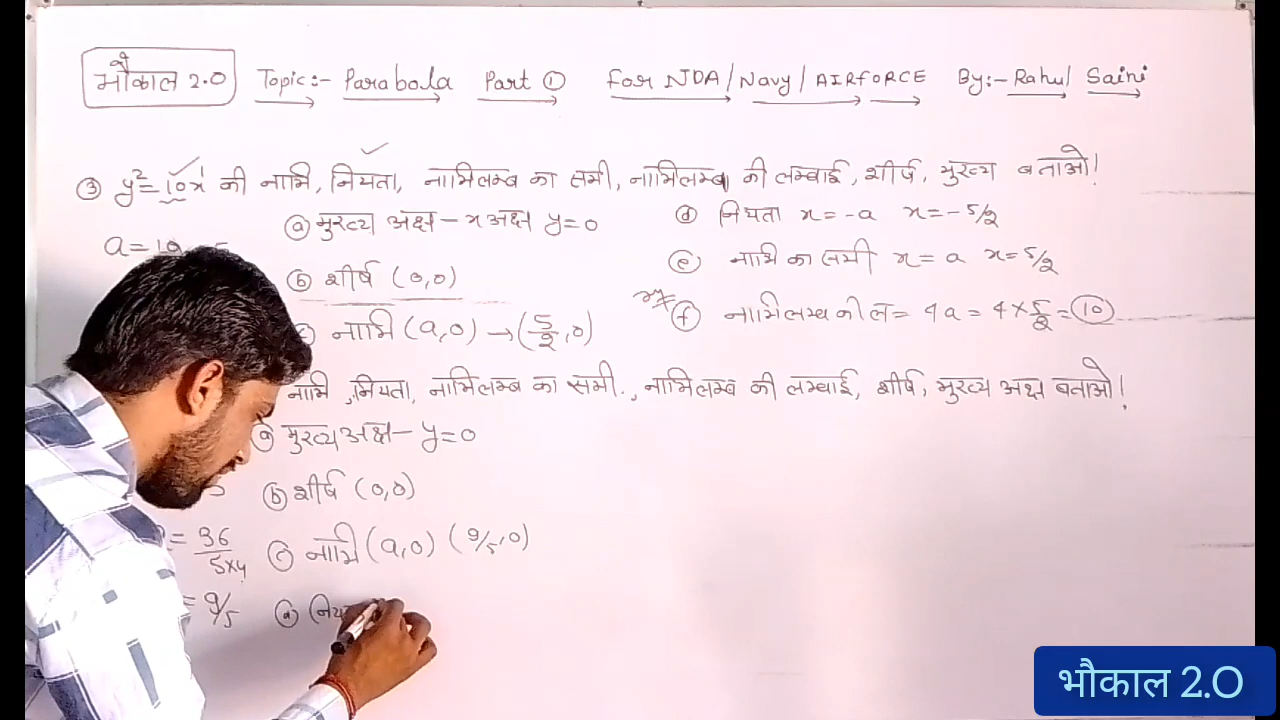 भौकाल 2.0 Topic:- Parabola Part ① For NDA/Navy/AIRFORCE By:- Rahul Saini
③ y²=10x¹ की नाभि, नियता, नाभिलम्ब का समी, नाभिलम्ब की लम्बाई, शीर्ष, मुख्य बताओ!
a=10
ⓐ मुख्य अक्ष – x अक्ष y=0
ⓑ शीर्ष (0,0)
नाभि (a,0) → (5/2,0)
ⓓ नियता x=-a x=-5/2
ⓔ नाभि का समी x=a x=5/2
ⓕ नाभिलम्ब की ल= 4a = 4×5/2=10
नाभि, नियता, नाभिलम्ब का समी., नाभिलम्ब की लम्बाई, शीर्ष, मुख्य अक्ष बताओ!
ⓐ मुख्य अक्ष – y=0
ⓑ शीर्ष (0,0)
= 36/5×4
ⓒ नाभि (a,0) (9/5,0)
= 9/5
ⓓ
भौकाल 2.0